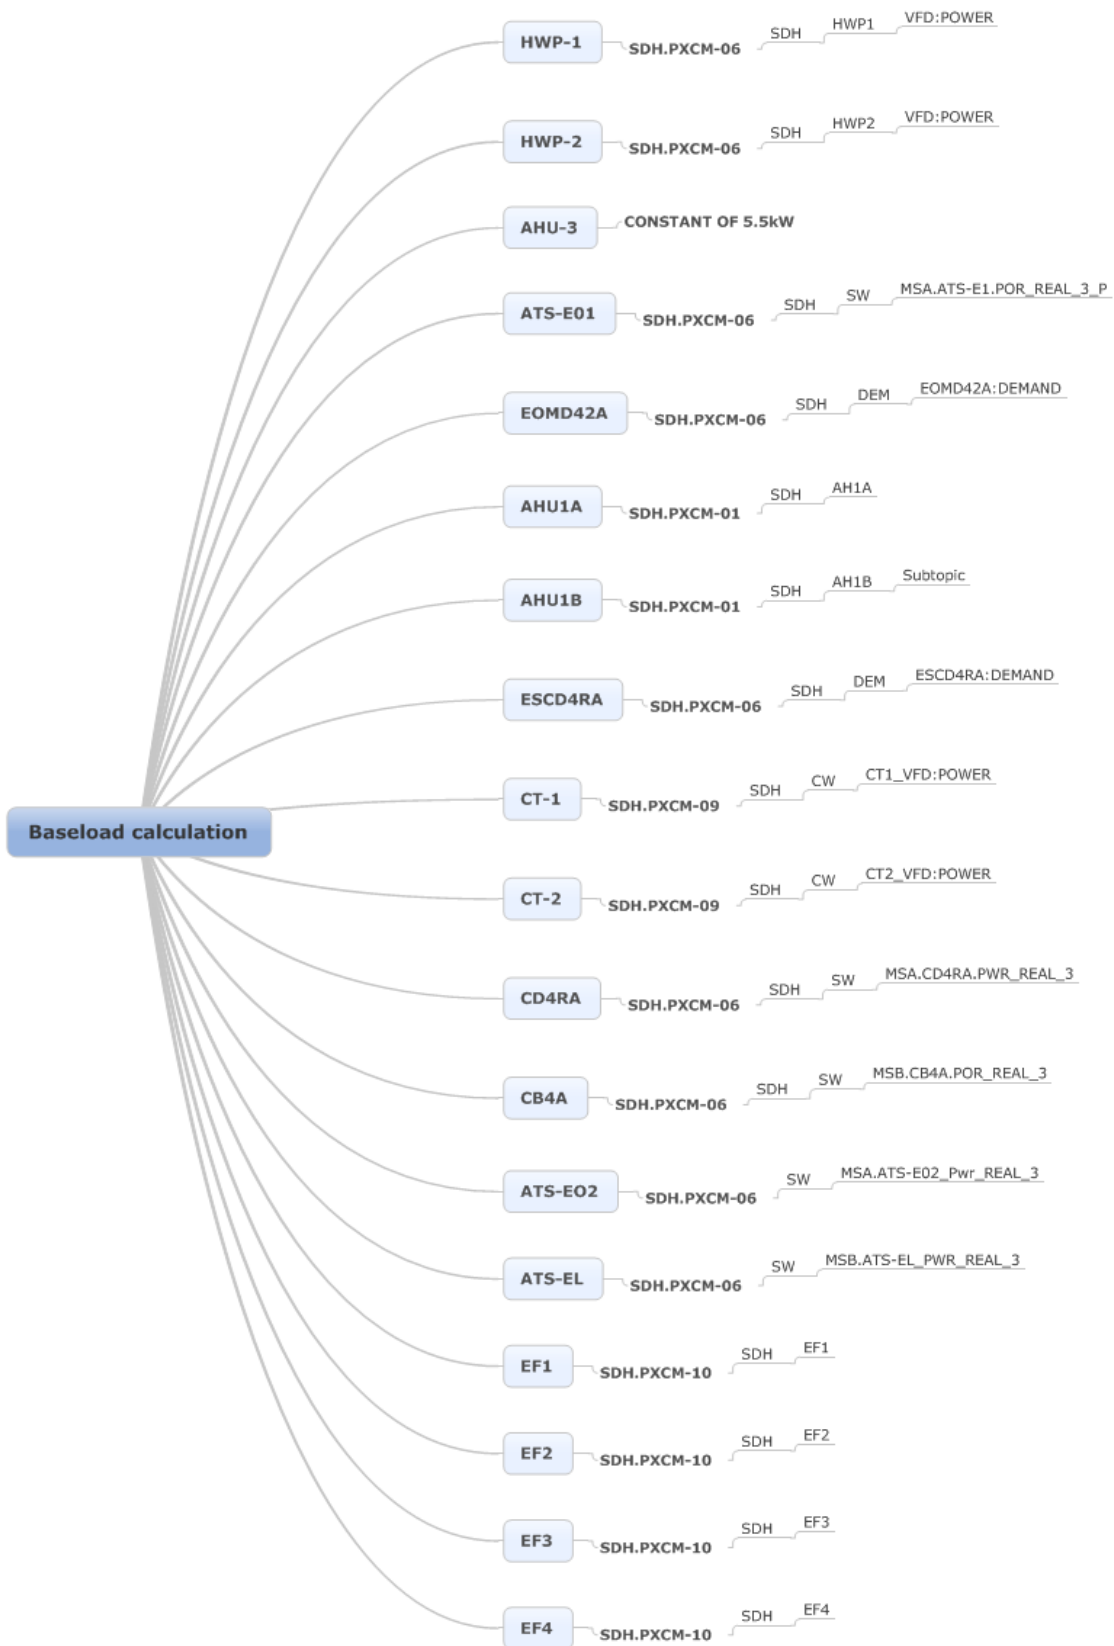 HWP-1 SDH.PXCM-06 SDH HWP1 VFD:POWER
HWP-2 SDH.PXCM-06 SDH HWP2 VFD:POWER
AHU-3 CONSTANT OF 5.5kW
ATS-E01 SDH.PXCM-06 SDH SW MSA.ATS-E1.POR_REAL_3_P
EOMD42A SDH.PXCM-06 SDH DEM EOMD42A:DEMAND
AHU1A SDH.PXCM-01 SDH AH1A
AHU1B SDH.PXCM-01 SDH AH1B Subtopic
ESCD4RA SDH.PXCM-06 SDH DEM ESCD4RA:DEMAND
CT-1 SDH.PXCM-09 SDH CW CT1_VFD:POWER
Baseload calculation
CT-2 SDH.PXCM-09 SDH CW CT2_VFD:POWER
CD4RA SDH.PXCM-06 SDH SW MSA.CD4RA.PWR_REAL_3
CB4A SDH.PXCM-06 SDH SW MSB.CB4A.POR_REAL_3
ATS-EO2 SDH.PXCM-06 SW MSA.ATS-E02_Pwr_REAL_3
ATS-EL SDH.PXCM-06 SW MSB.ATS-EL_PWR_REAL_3
EF1 SDH.PXCM-10 SDH EF1
EF2 SDH.PXCM-10 SDH EF2
EF3 SDH.PXCM-10 SDH EF3
EF4 SDH.PXCM-10 SDH EF4